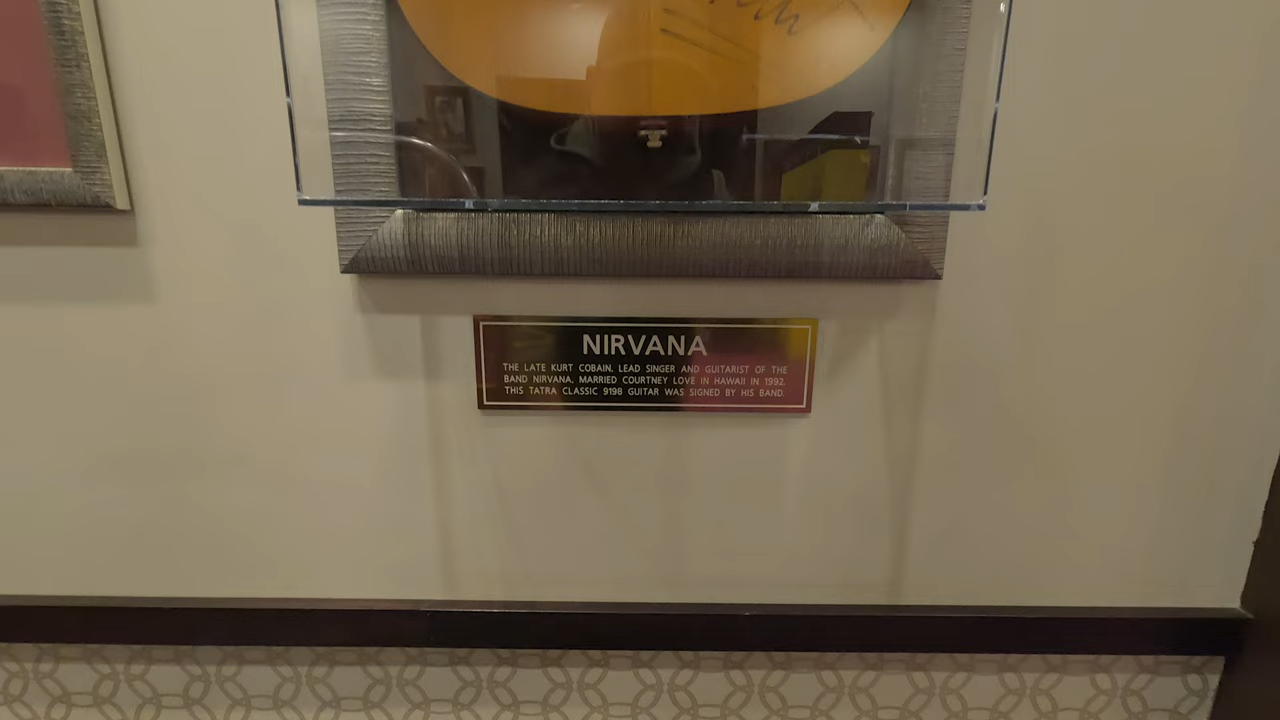 NIRVANA
THE LATE KURT COBAIN, LEAD SINGER AND GUITARIST OF THE
BAND NIRVANA, MARRIED COURTNEY LOVE IN HAWAII IN 1992.
THIS TATRA CLASSIC 9198 GUITAR WAS SIGNED BY HIS BAND.